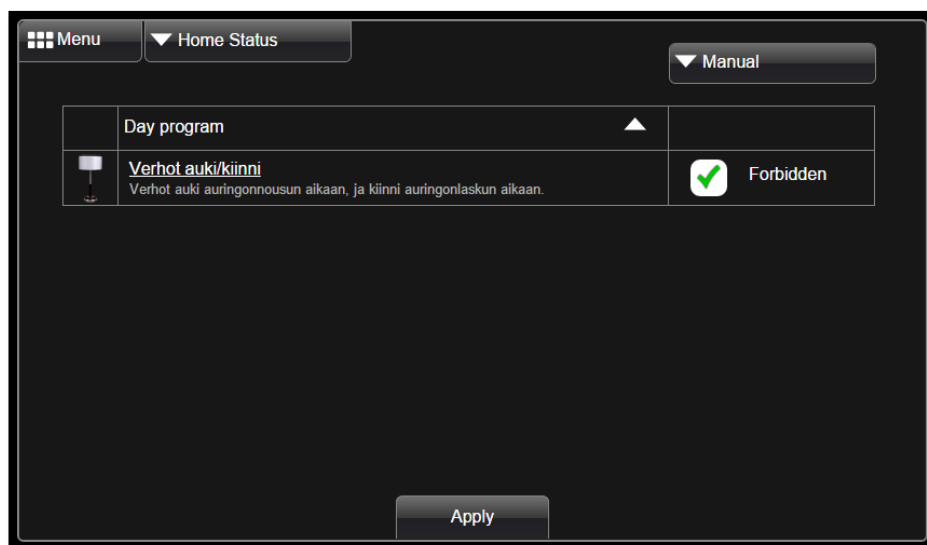 Menu
Home Status
Manual
Day program
Verhot auki/kiinni
Verhot auki auringonnousun aikaan, ja kiinni auringonlaskun aikaan.
Forbidden
Apply